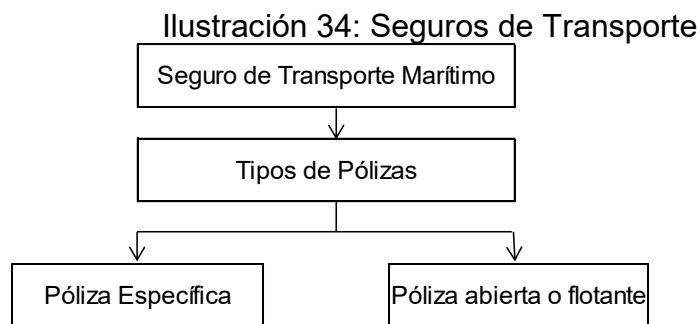 Ilustración 34: Seguros de Transporte
Seguro de Transporte Marítimo
Tipos de Pólizas
Póliza Específica
Póliza abierta o flotante